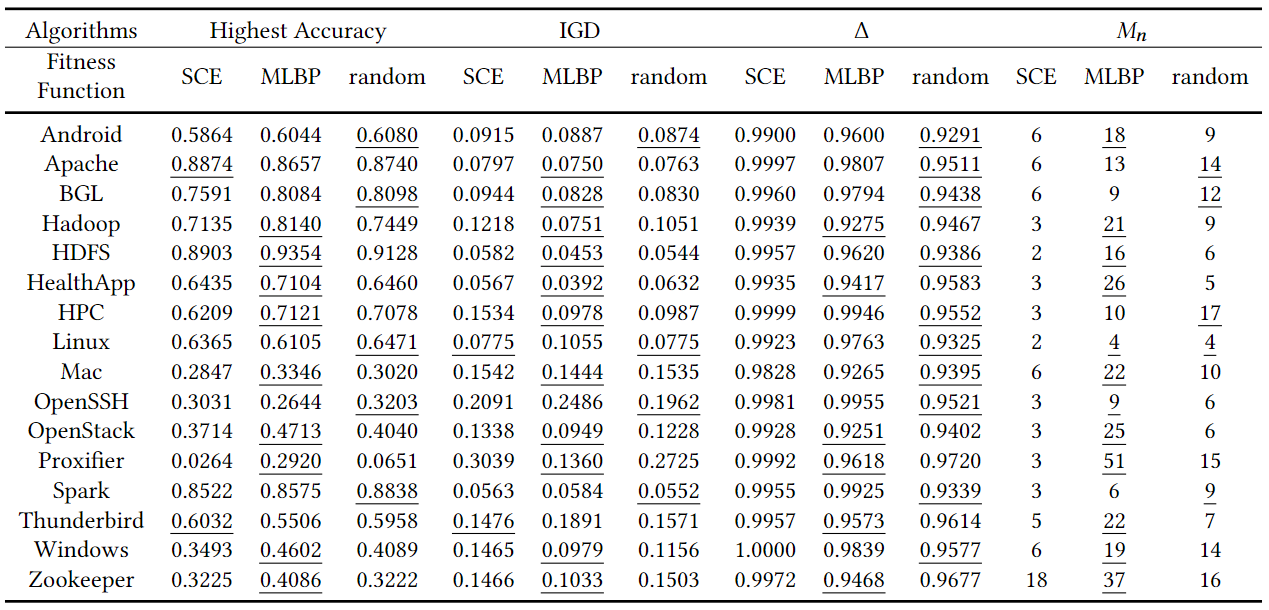 Algorithms Highest Accuracy IGD Δ Mn
Fitness Function SCE MLBP random SCE MLBP random SCE MLBP random SCE MLBP random
Android 0.5864 0.6044 0.6080 0.0915 0.0887 0.0874 0.9900 0.9600 0.9291 6 18 9
Apache 0.8874 0.8657 0.8740 0.0797 0.0750 0.0763 0.9997 0.9807 0.9511 6 13 14
BGL 0.7591 0.8084 0.8098 0.0944 0.0828 0.0830 0.9960 0.9794 0.9438 6 9 12
Hadoop 0.7135 0.8140 0.7449 0.1218 0.0751 0.1051 0.9939 0.9275 0.9467 3 21 9
HDFS 0.8903 0.9354 0.9128 0.0582 0.0453 0.0544 0.9957 0.9620 0.9386 2 16 6
HealthApp 0.6435 0.7104 0.6460 0.0567 0.0392 0.0632 0.9935 0.9417 0.9583 3 26 5
HPC 0.6209 0.7121 0.7078 0.1534 0.0978 0.0987 0.9999 0.9946 0.9552 3 10 17
Linux 0.6365 0.6105 0.6471 0.0775 0.1055 0.0775 0.9923 0.9763 0.9325 2 4 4
Mac 0.2847 0.3346 0.3020 0.1542 0.1444 0.1535 0.9828 0.9265 0.9395 6 22 10
OpenSSH 0.3031 0.2644 0.3203 0.2091 0.2486 0.1962 0.9981 0.9955 0.9521 3 9 6
OpenStack 0.3714 0.4713 0.4040 0.1338 0.0949 0.1228 0.9928 0.9251 0.9402 3 25 6
Proxifier 0.0264 0.2920 0.0651 0.3039 0.1360 0.2725 0.9992 0.9618 0.9720 3 51 15
Spark 0.8522 0.8575 0.8838 0.0563 0.0584 0.0552 0.9955 0.9925 0.9339 3 6 9
Thunderbird 0.6032 0.5506 0.5958 0.1476 0.1891 0.1571 0.9957 0.9573 0.9614 5 22 7
Windows 0.3493 0.4602 0.4089 0.1465 0.0979 0.1156 1.0000 0.9839 0.9577 6 19 14
Zookeeper 0.3225 0.4086 0.3222 0.1466 0.1033 0.1503 0.9972 0.9468 0.9677 18 37 16